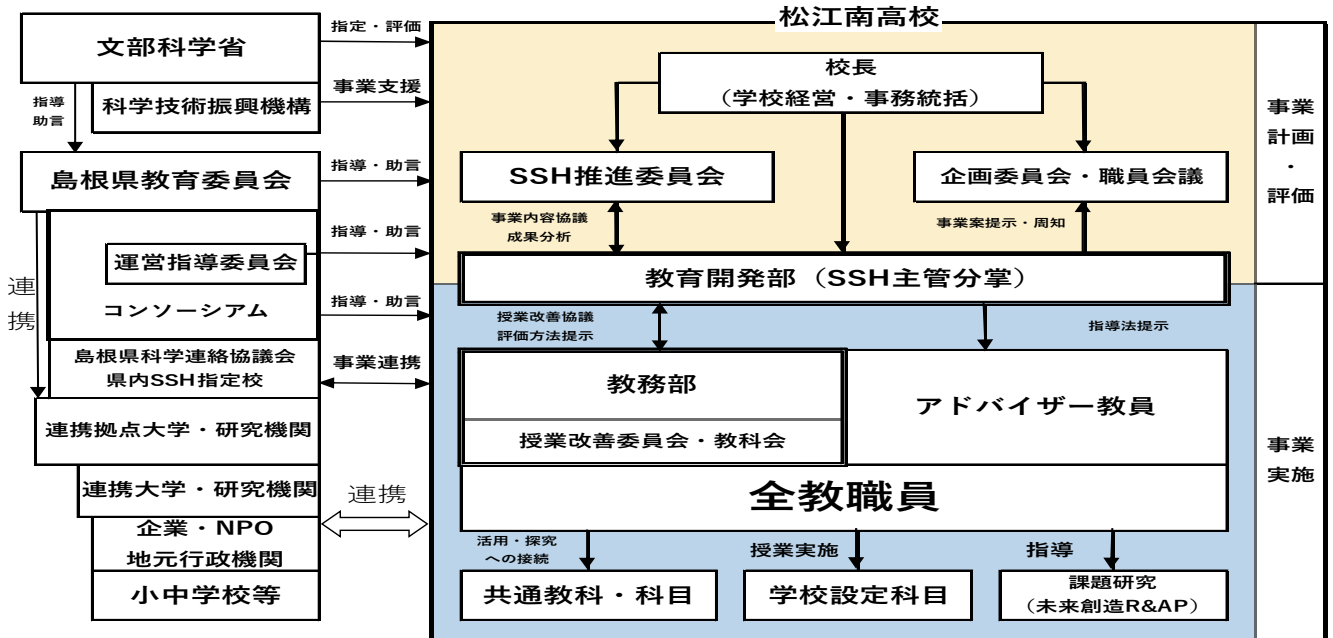 松江南高校
文部科学省
指定・評価
指導
助言
科学技術振興機構
事業支援
島根県教育委員会
指導・助言
連
携
運営指導委員会
指導・助言
コンソーシアム
指導・助言
島根県科学連絡協議会
県内SSH指定校
事業連携
連携拠点大学・研究機関
連携大学・研究機関
連携
企業・NPO
地元行政機関
小中学校等
校長
(学校経営・事務統括)
SSH推進委員会
企画委員会・職員会議
事業内容協議
成果分析
事業案提示・周知
教育開発部（SSH主管分掌）
授業改善協議
評価方法提示
指導法提示
教務部
授業改善委員会・教科会
アドバイザー教員
全教職員
活用・探究
への接続
授業実施
指導
共通教科・科目
学校設定科目
課題研究
(未来創造R&AP)
事業
計画
・
評価
事業
実施